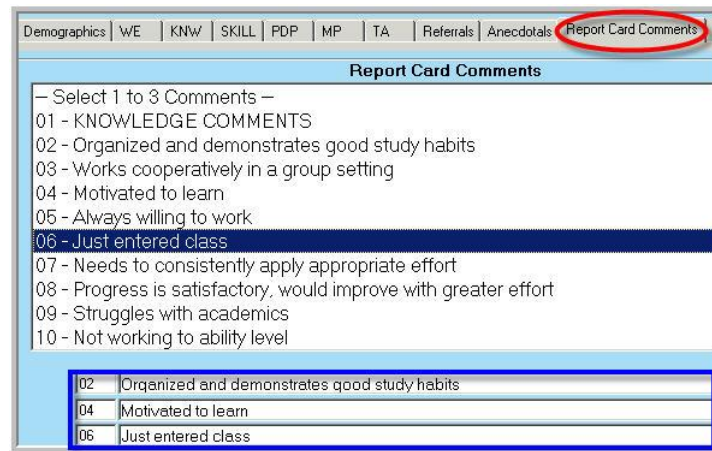 Demographics WE KNW SKILL PDP MP TA Referrals Anecdotals Report Card Comments
Report Card Comments
– Select 1 to 3 Comments –
01 - KNOWLEDGE COMMENTS
02 - Organized and demonstrates good study habits
03 - Works cooperatively in a group setting
04 - Motivated to learn
05 - Always willing to work
06 - Just entered class
07 - Needs to consistently apply appropriate effort
08 - Progress is satisfactory, would improve with greater effort
09 - Struggles with academics
10 - Not working to ability level
02 Organized and demonstrates good study habits
04 Motivated to learn
06 Just entered class